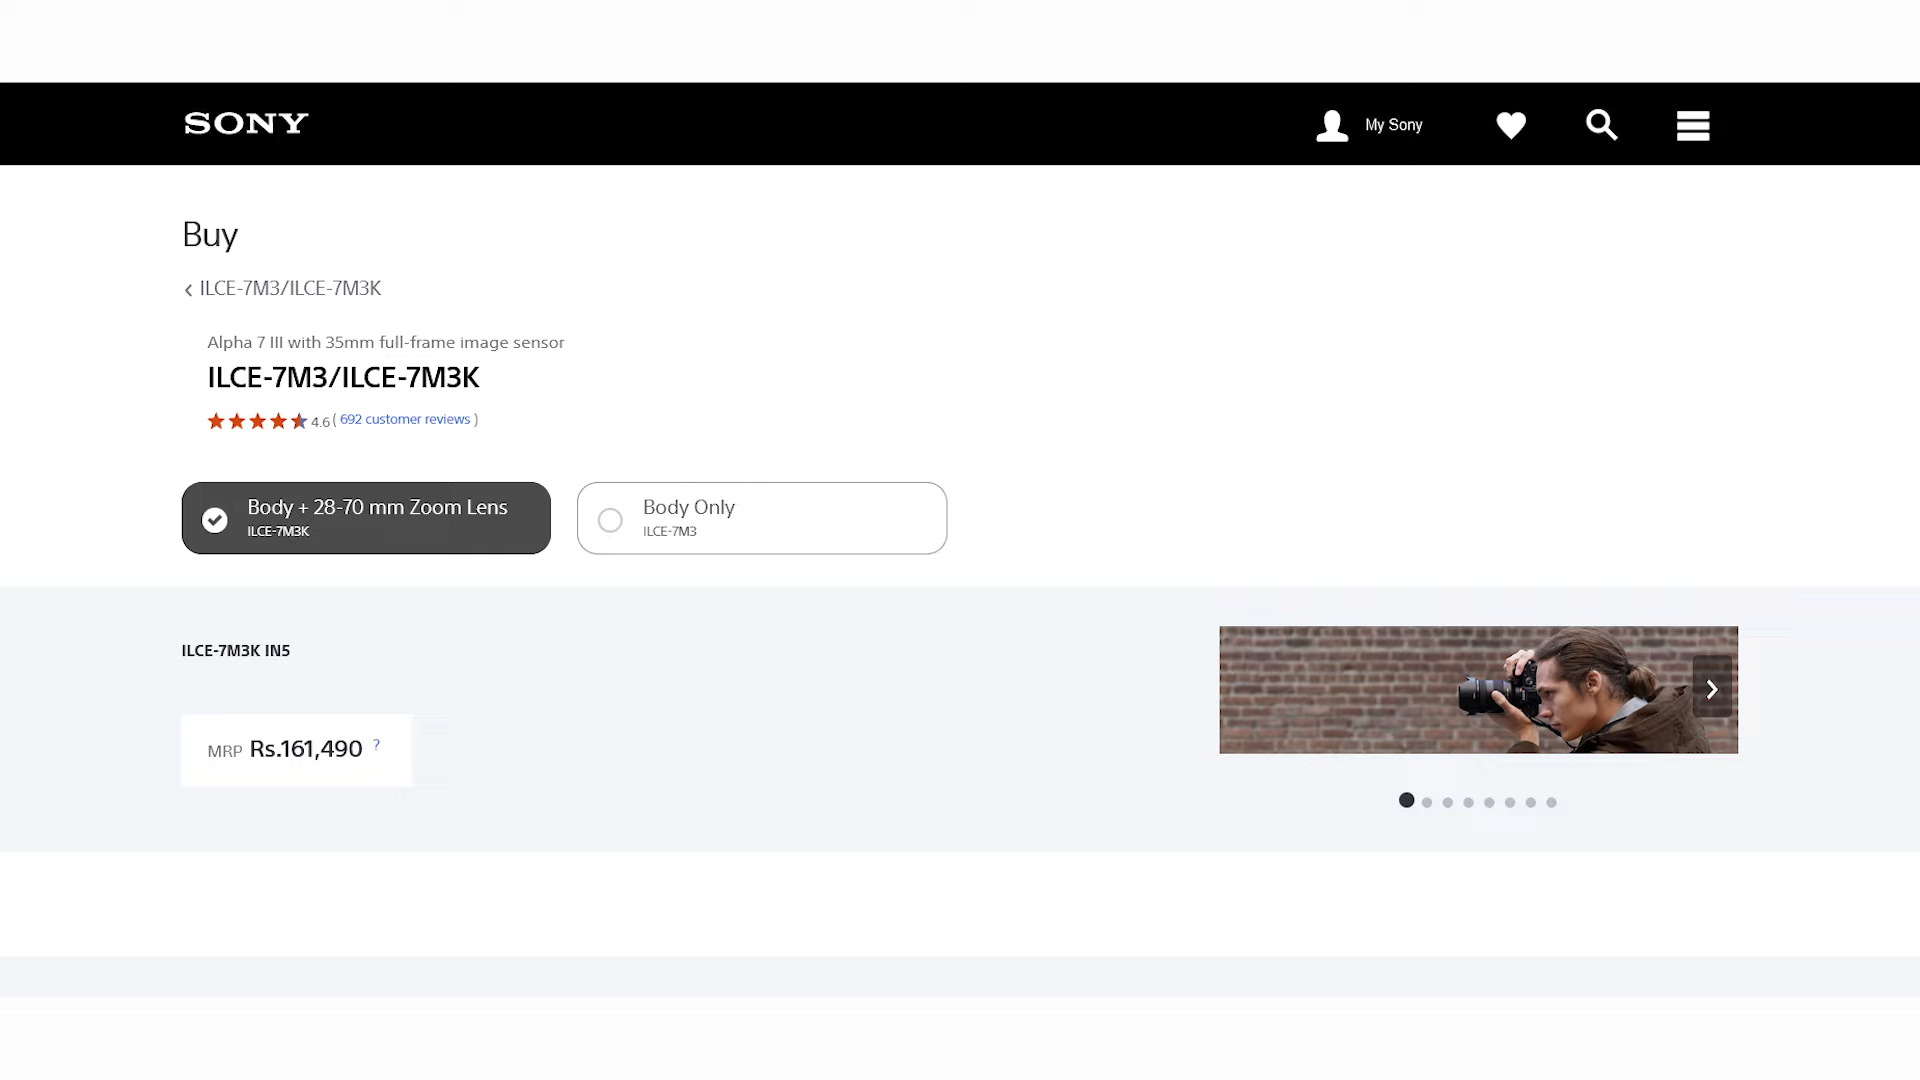 SONY
My Sony
Buy
‹ ILCE-7M3/ILCE-7M3K
Alpha 7 III with 35mm full-frame image sensor
ILCE-7M3/ILCE-7M3K
4.6 ( 692 customer reviews )
Body + 28-70 mm Zoom Lens
ILCE-7M3K
Body Only
ILCE-7M3
ILCE-7M3K IN5
MRP Rs.161,490 ?